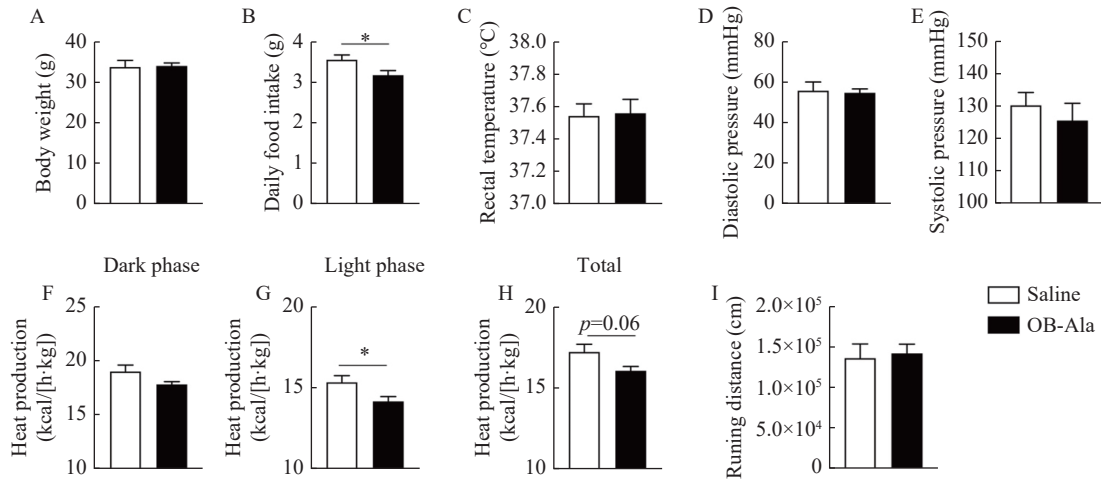 A
Body weight (g)
40
30
20
10
0
B
Daily food intake (g)
4
3
2
1
0
*
C
Rectal temperature (°C)
38.0
37.8
37.6
37.4
37.2
37.0
D
Diastolic pressure (mmHg)
80
60
40
20
0
E
Systolic pressure (mmHg)
150
140
130
120
110
100
Dark phase
F
Heat production
(kcal/[h·kg])
25
20
15
10
Light phase
G
Heat production
(kcal/[h·kg])
20
15
10
*
Total
H
Heat production
(kcal/[h·kg])
20
15
10
p=0.06
I
Runing distance (cm)
2.0×10⁵
1.5×10⁵
1.0×10⁵
5.0×10⁴
0
Saline
OB-Ala